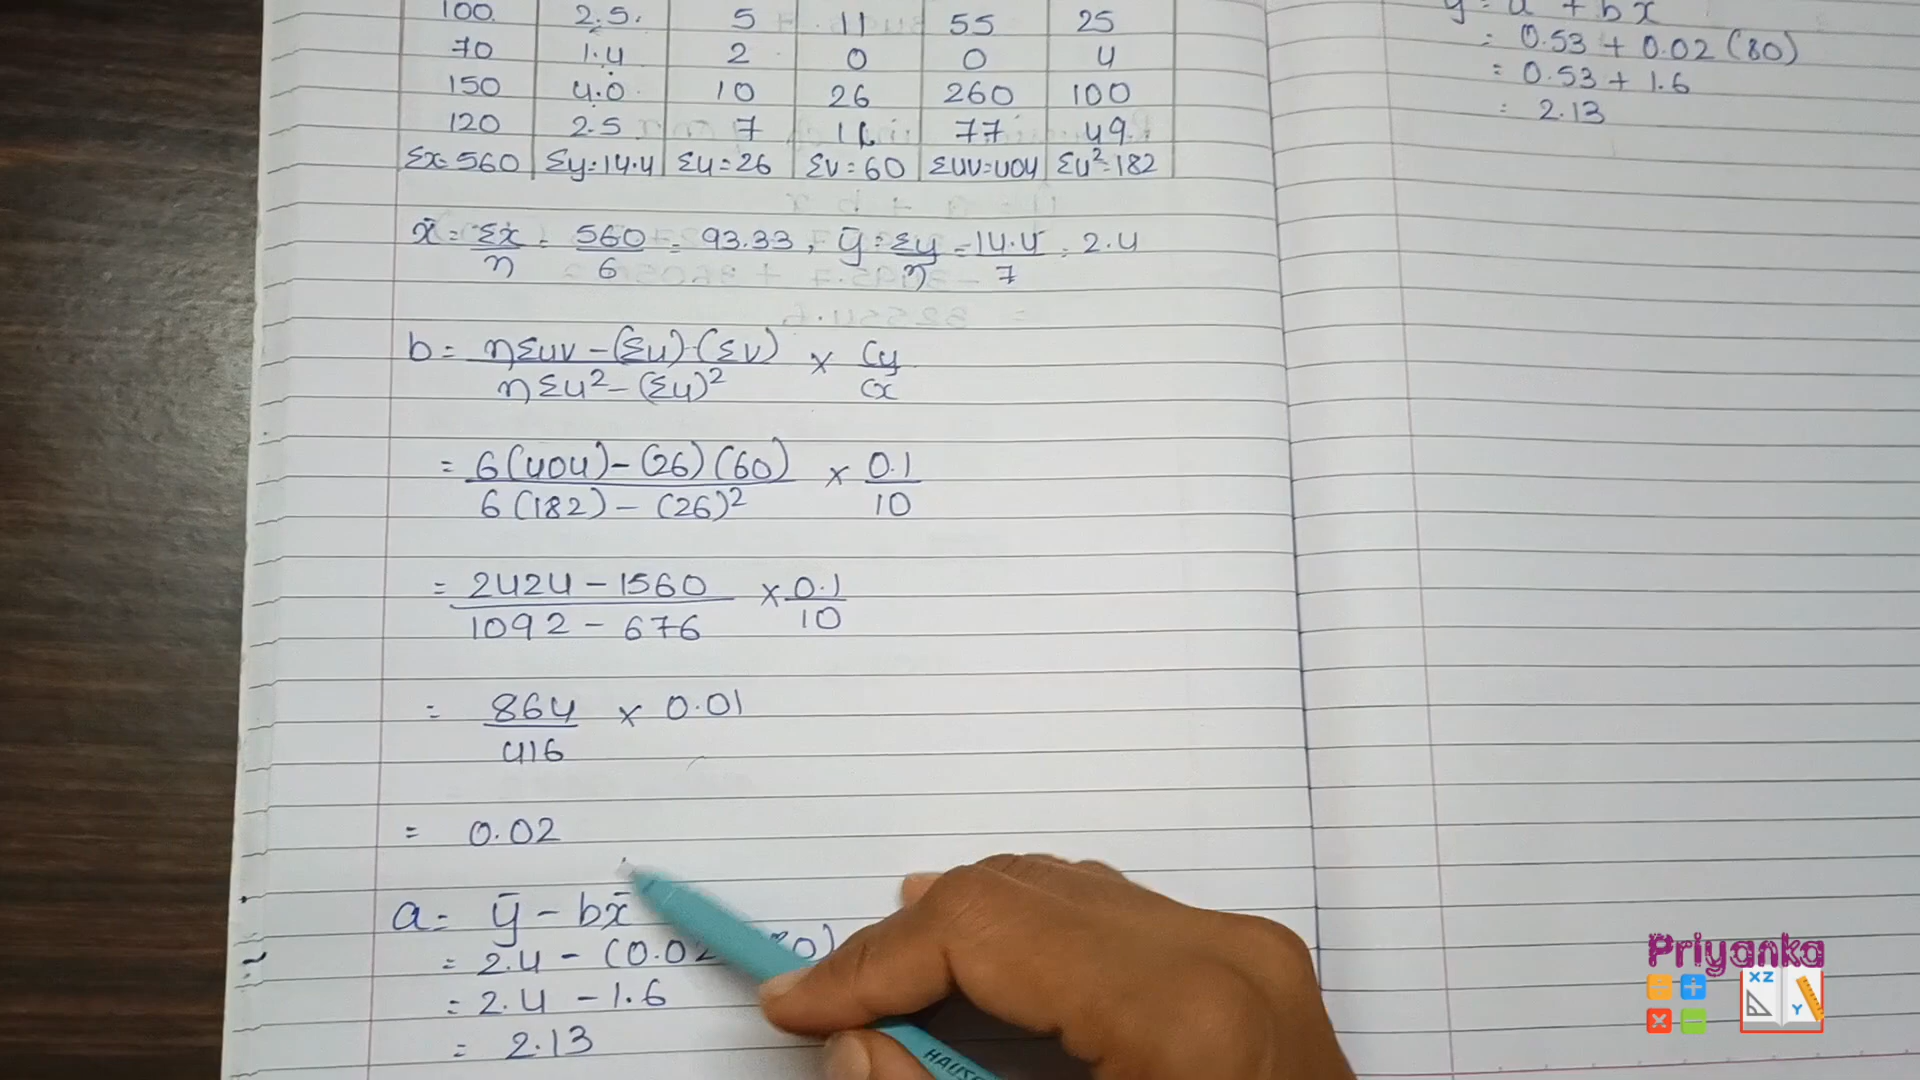 100 2.5 5 11 55 25
70 1.4 2 0 0 4
150 4.0 10 26 260 100
120 2.5 7 11 77 49
Σx=560 Σy=14.4 Σu=26 Σv=60 Σuv=404 Σu²=182
x̄ = Σx/n = 560/6 = 93.33, ȳ = Σy/n = 14.4/7 = 2.4
b = nΣuv-(Σu)·(Σv) / nΣu²-(Σu)² × Cy/Cx
= 6(404)-(26)(60) / 6(182)-(26)² × 0.1/10
= 2424-1560 / 1092-676 × 0.1/10
= 864/416 × 0.01
= 0.02
a = ȳ - bx̄
= 2.4 - (0.02
= 2.4 - 1.6
= 2.13
y = a + bx
= 0.53 + 0.02 (80)
= 0.53 + 1.6
= 2.13
Priyanka
XZ
Y
HAUSE